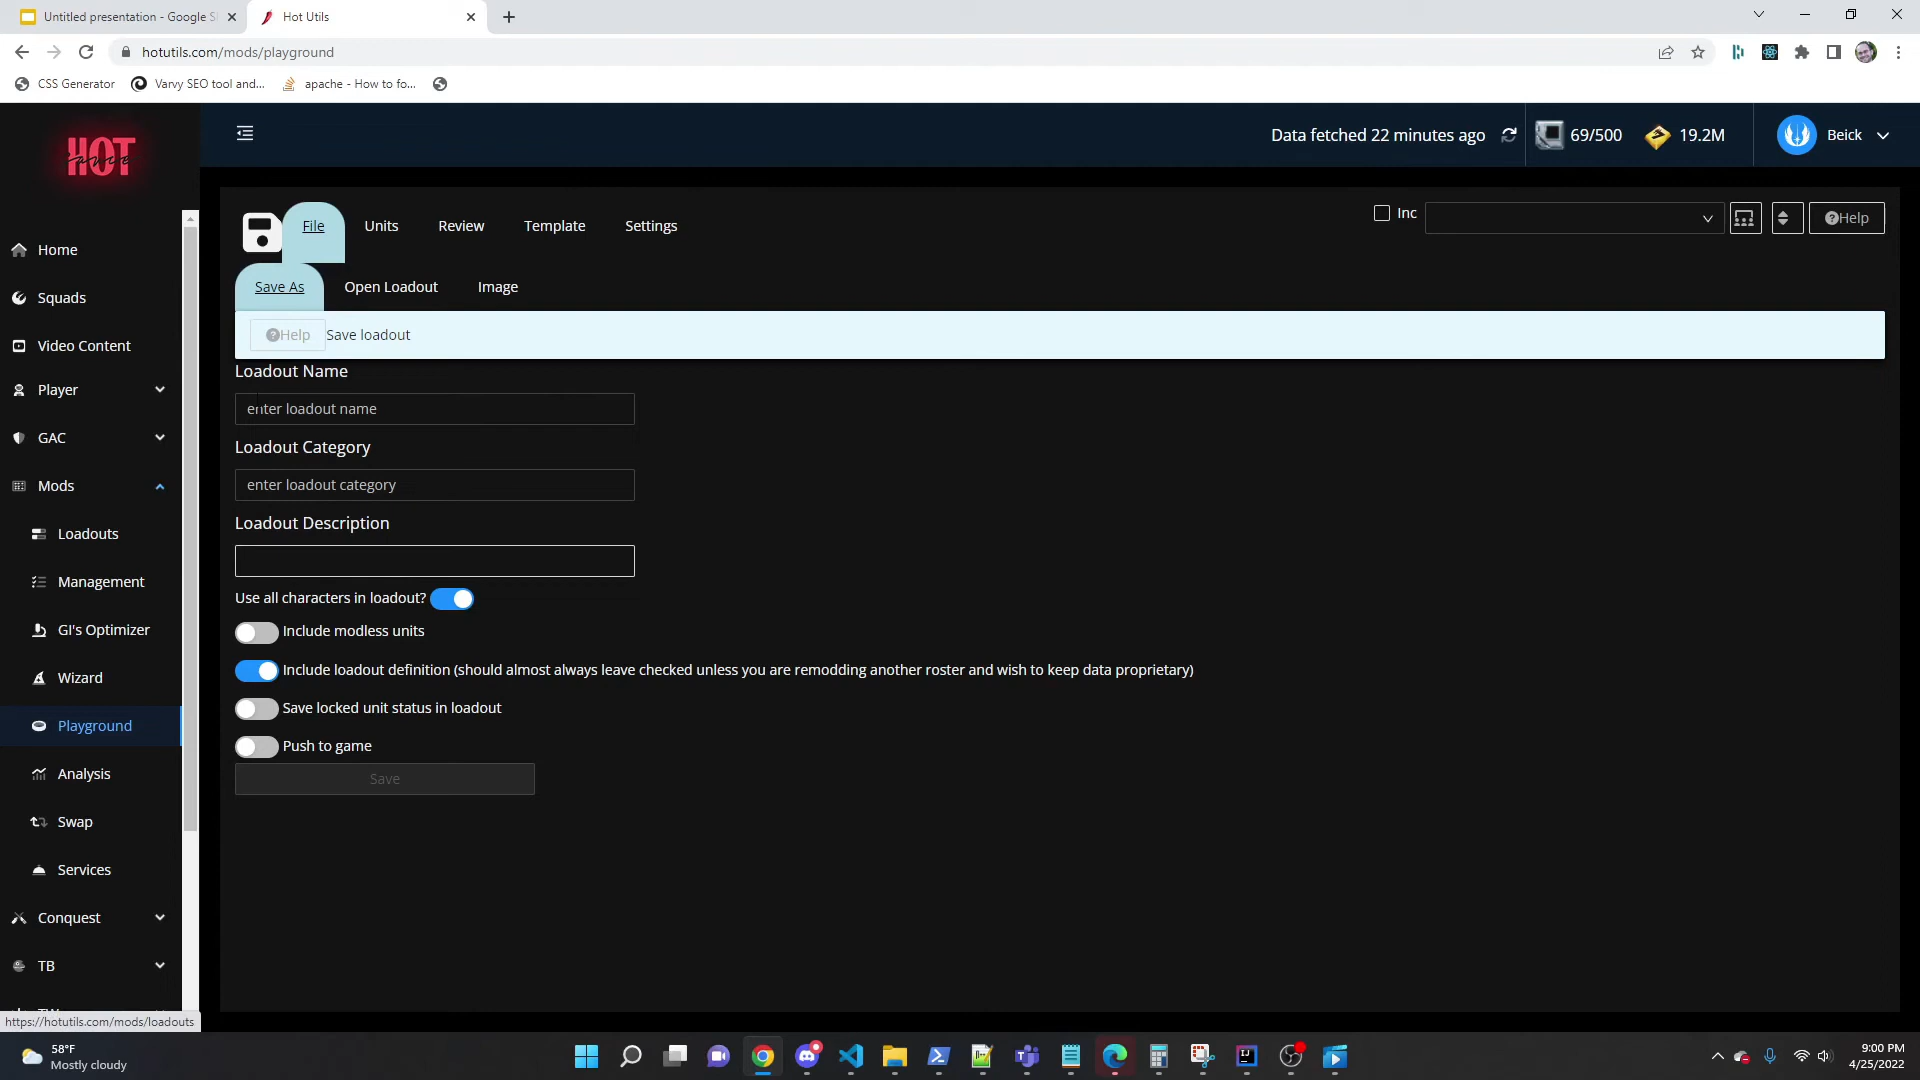 Untitled presentation - Google S
Hot Utils
hotutils.com/mods/playground
CSS Generator
Varvy SEO tool and...
apache - How to fo...
HOT
Data fetched 22 minutes ago
69/500
19.2M
Beick
File
Units
Review
Template
Settings
Inc
Help
Save As
Open Loadout
Image
Help
Save loadout
Loadout Name
enter loadout name
Loadout Category
enter loadout category
Loadout Description
Use all characters in loadout?
Include modless units
Include loadout definition (should almost always leave checked unless you are remodding another roster and wish to keep data proprietary)
Save locked unit status in loadout
Push to game
Save
Home
Squads
Video Content
Player
GAC
Mods
Loadouts
Management
GI's Optimizer
Wizard
Playground
Analysis
Swap
Services
Conquest
TB
https://hotutils.com/mods/loadouts
58°F
Mostly cloudy
9:00 PM
4/25/2022